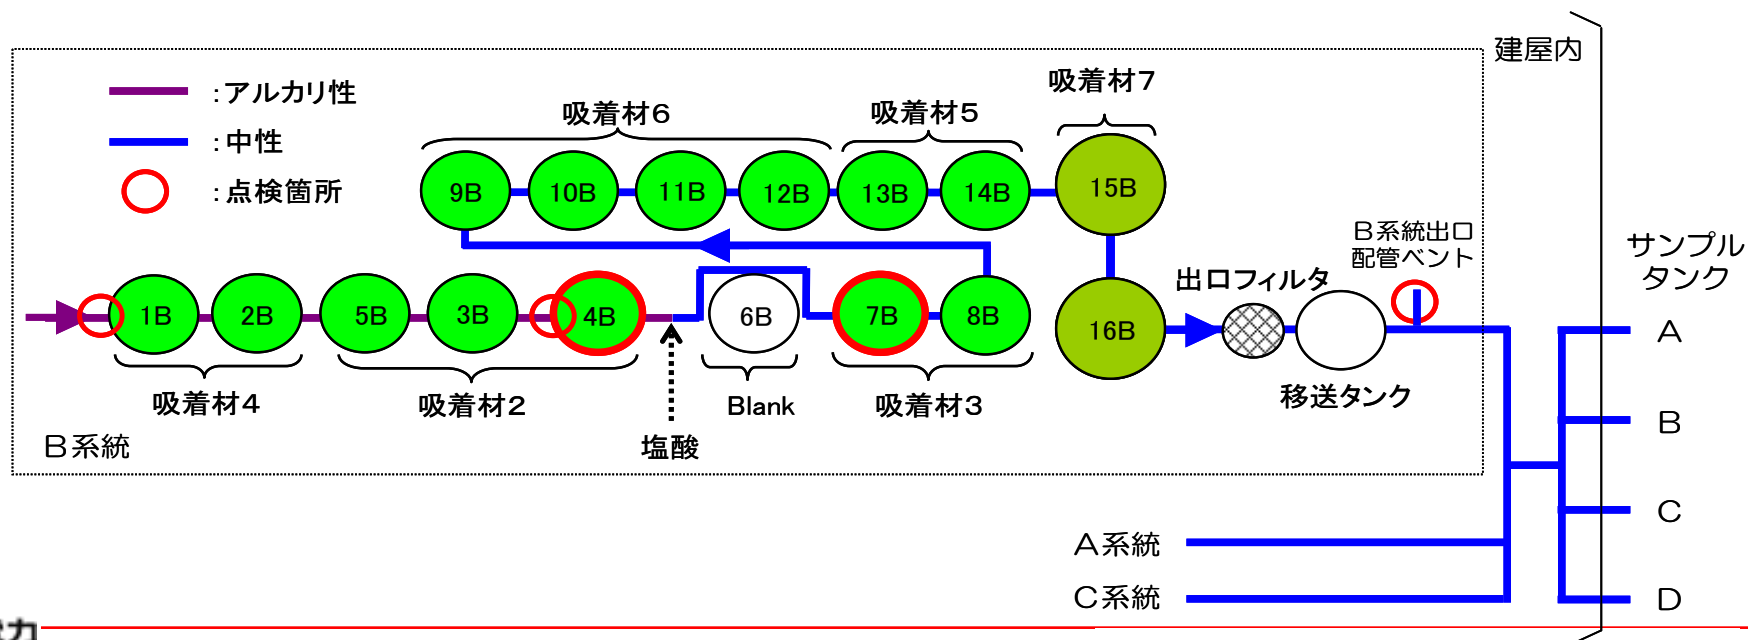 建屋内
：アルカリ性
：中性
：点検箇所
吸着材6
吸着材5
吸着材7
9B
10B
11B
12B
13B
14B
15B
B系統出口
配管ベント
サンプル
タンク
1B
2B
5B
3B
4B
6B
7B
8B
16B
出口フィルタ
移送タンク
吸着材4
吸着材2
塩酸
Blank
吸着材3
B系統
A
B
C
D
A系統
C系統